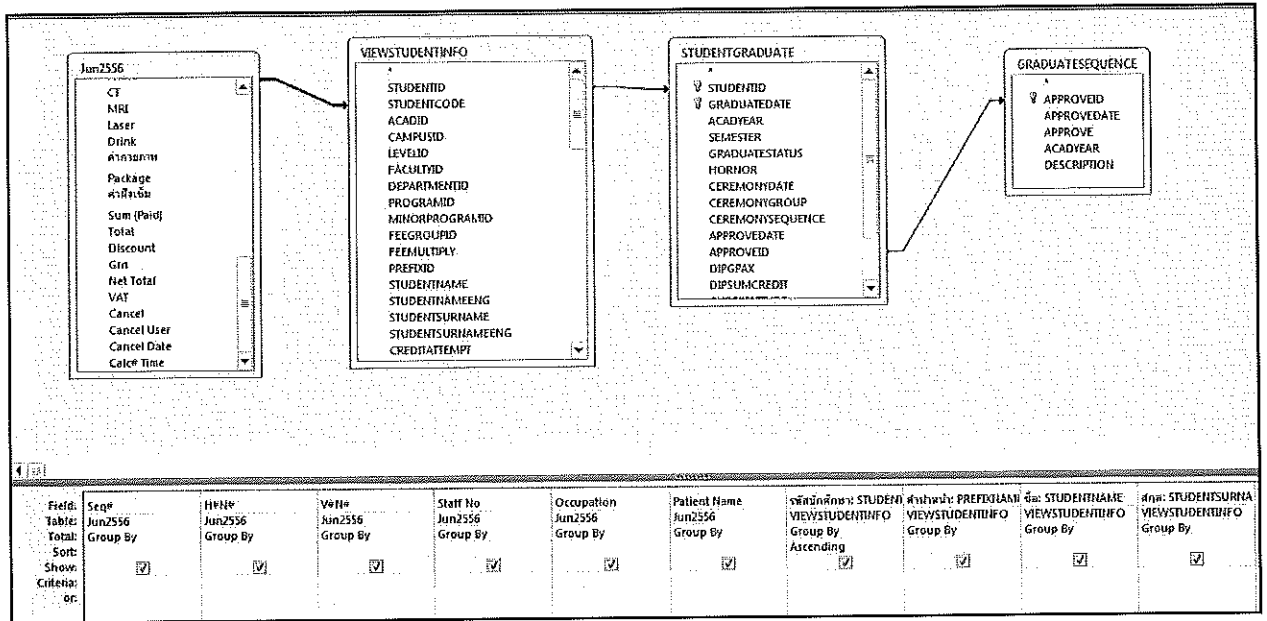 Jun2556
CT
MRI
Laser
Drink
ค่ากายภาพ
Package
ค่าฝังเข็ม
Sum (Paid)
Total
Discount
Grn
Net Total
VAT
Cancel
Cancel User
Cancel Date
Calc# Time
VIEWSTUDENTINFO
*
STUDENTID
STUDENTCODE
ACADID
CAMPUSID
LEVELID
FACULTYID
DEPARTMENTID
PROGRAMID
MINORPROGRAMID
FEEGROUPID
FEEMULTIPLY
PREFIXID
STUDENTNAME
STUDENTNAMEENG
STUDENTSURNAME
STUDENTSURNAMEENG
CREDITATTEMPT
STUDENTGRADUATE
*
STUDENTID
GRADUATEDATE
ACADYEAR
SEMESTER
GRADUATESTATUS
HORNOR
CEREMONYDATE
CEREMONYGROUP
CEREMONYSEQUENCE
APPROVEDATE
APPROVEID
DIPGPAX
DIPSUMCREDIT
GRADUATESEQUENCE
*
APPROVEID
APPROVEDATE
APPROVE
ACADYEAR
DESCRIPTION
Field: Seq# H#N# V#N# Staff No Occupation Patient Name รหัสนักศึกษา: STUDEN คำนำหน้า: PREFIXNAM ชื่อ: STUDENTNAME สกุล: STUDENTSURNA
Table: Jun2556 Jun2556 Jun2556 Jun2556 Jun2556 Jun2556 VIEWSTUDENTINFO VIEWSTUDENTINFO VIEWSTUDENTINFO VIEWSTUDENTINFO
Total: Group By Group By Group By Group By Group By Group By Group By Group By Group By Group By
Sort: Ascending
Show:
Criteria:
or: